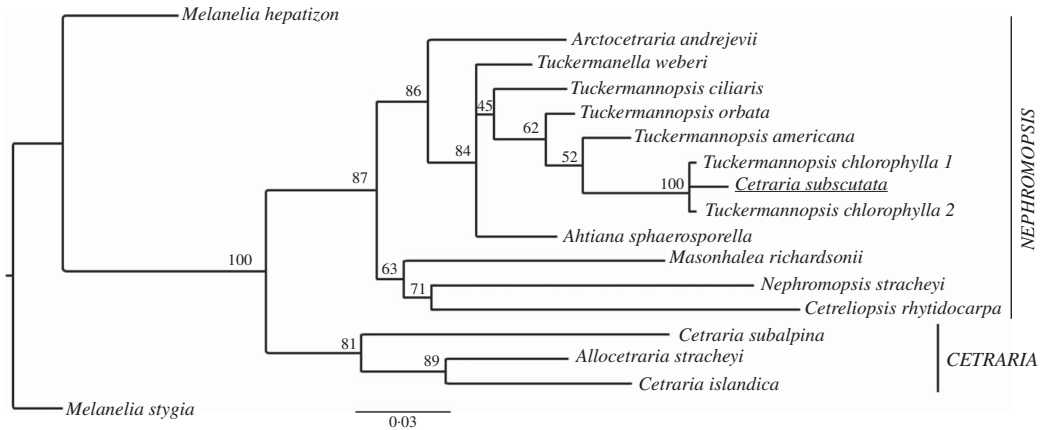 Melanelia hepatizon
Arctocetraria andrejevii
86
Tuckermanella weberi
Tuckermannopsis ciliaris
45
Tuckermannopsis orbata
62
Tuckermannopsis americana
84
52
Tuckermannopsis chlorophylla 1
87
100
Cetraria subscutata
Tuckermannopsis chlorophylla 2
NEPHROMOPSIS
Ahtiana sphaerosporella
100
Masonhalea richardsonii
63
Nephromopsis stracheyi
71
Cetreliopsis rhytidocarpa
Cetraria subalpina
81
Allocetraria stracheyi
CETRARIA
89
Cetraria islandica
Melanelia stygia
0·03